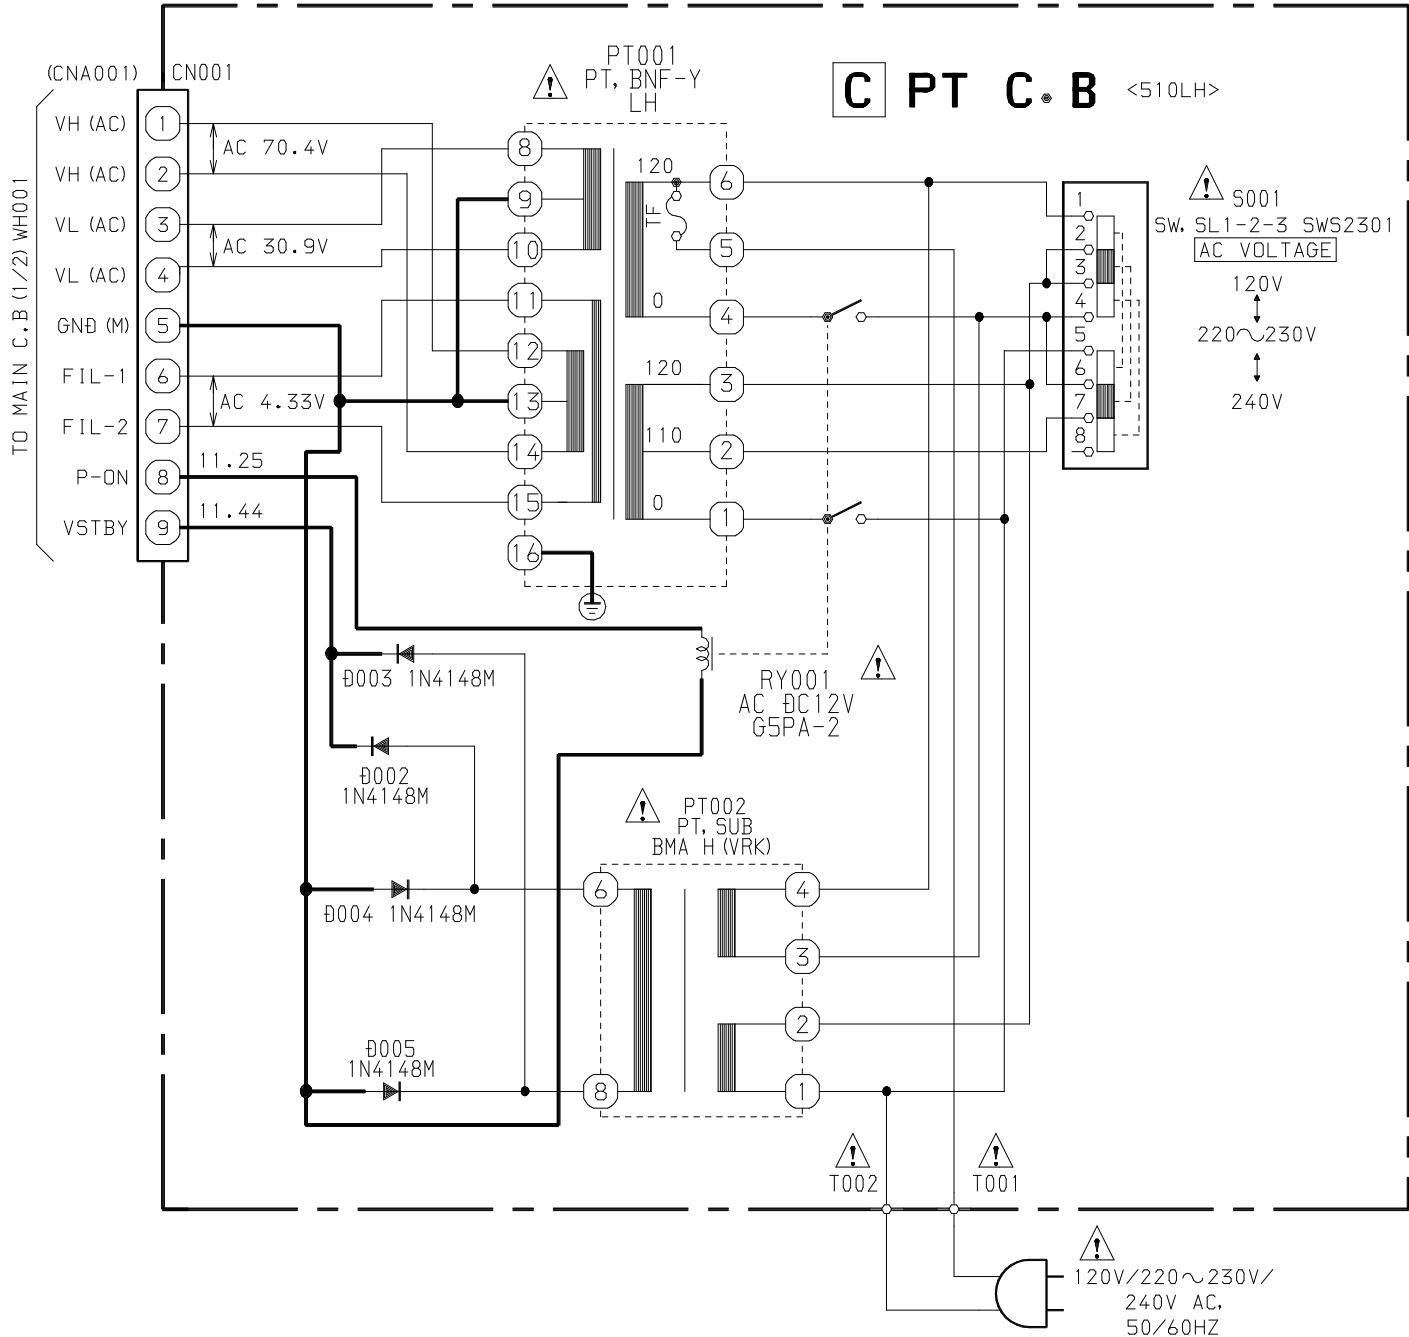 PT001
PT, BNF-Y
LH
C PT C.B <510LH>
(CNA001) CN001
TO MAIN C.B (1/2) WH001
VH (AC) 1
AC 70.4V
VH (AC) 2
VL (AC) 3
AC 30.9V
VL (AC) 4
GND (M) 5
FIL-1 6
AC 4.33V
FIL-2 7
P-ON 8 11.25
VSTBY 9 11.44
8
9
10
11
12
13
14
15
16
120
TF
0
120
110
0
6
5
4
3
2
1
1
2
3
4
5
6
7
8
S001
SW, SL1-2-3 SWS2301
AC VOLTAGE
120V
220～230V
240V
D003 1N4148M
RY001
AC DC12V
G5PA-2
D002
1N4148M
PT002
PT, SUB
BMA H (VRK)
D004 1N4148M
6
8
4
3
2
1
D005
1N4148M
T002 T001
120V/220～230V/
240V AC,
50/60HZ